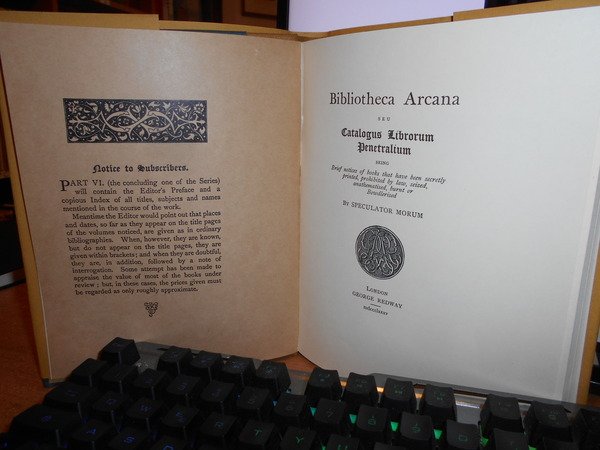 Notice to Subscribers.
PART VI. (the concluding one of the Series)
will contain the Editor's Preface and a
copious Index of all titles, subjects and names
mentioned in the course of the work.
Meantime the Editor would point out that places
and dates, so far as they appear on the title pages
of the volumes noticed, are given as in ordinary
bibliographies. When, however, they are known,
but do not appear on the title pages, they are
given within brackets; and when they are doubtful,
they are, in addition, followed by a note of
interrogation. Some attempt has been made to
appraise the value of most of the books under
review; but, in these cases, the prices given must
be regarded as only roughly approximate.
Bibliotheca Arcana
SEU
Catalogus Librorum
Penetralium
BEING
Brief notices of books that have been secretly
printed, prohibited by law, seized,
anathematised, burnt or
Bowdlerised
By SPECULATOR MORUM
LONDON
GEORGE REDWAY